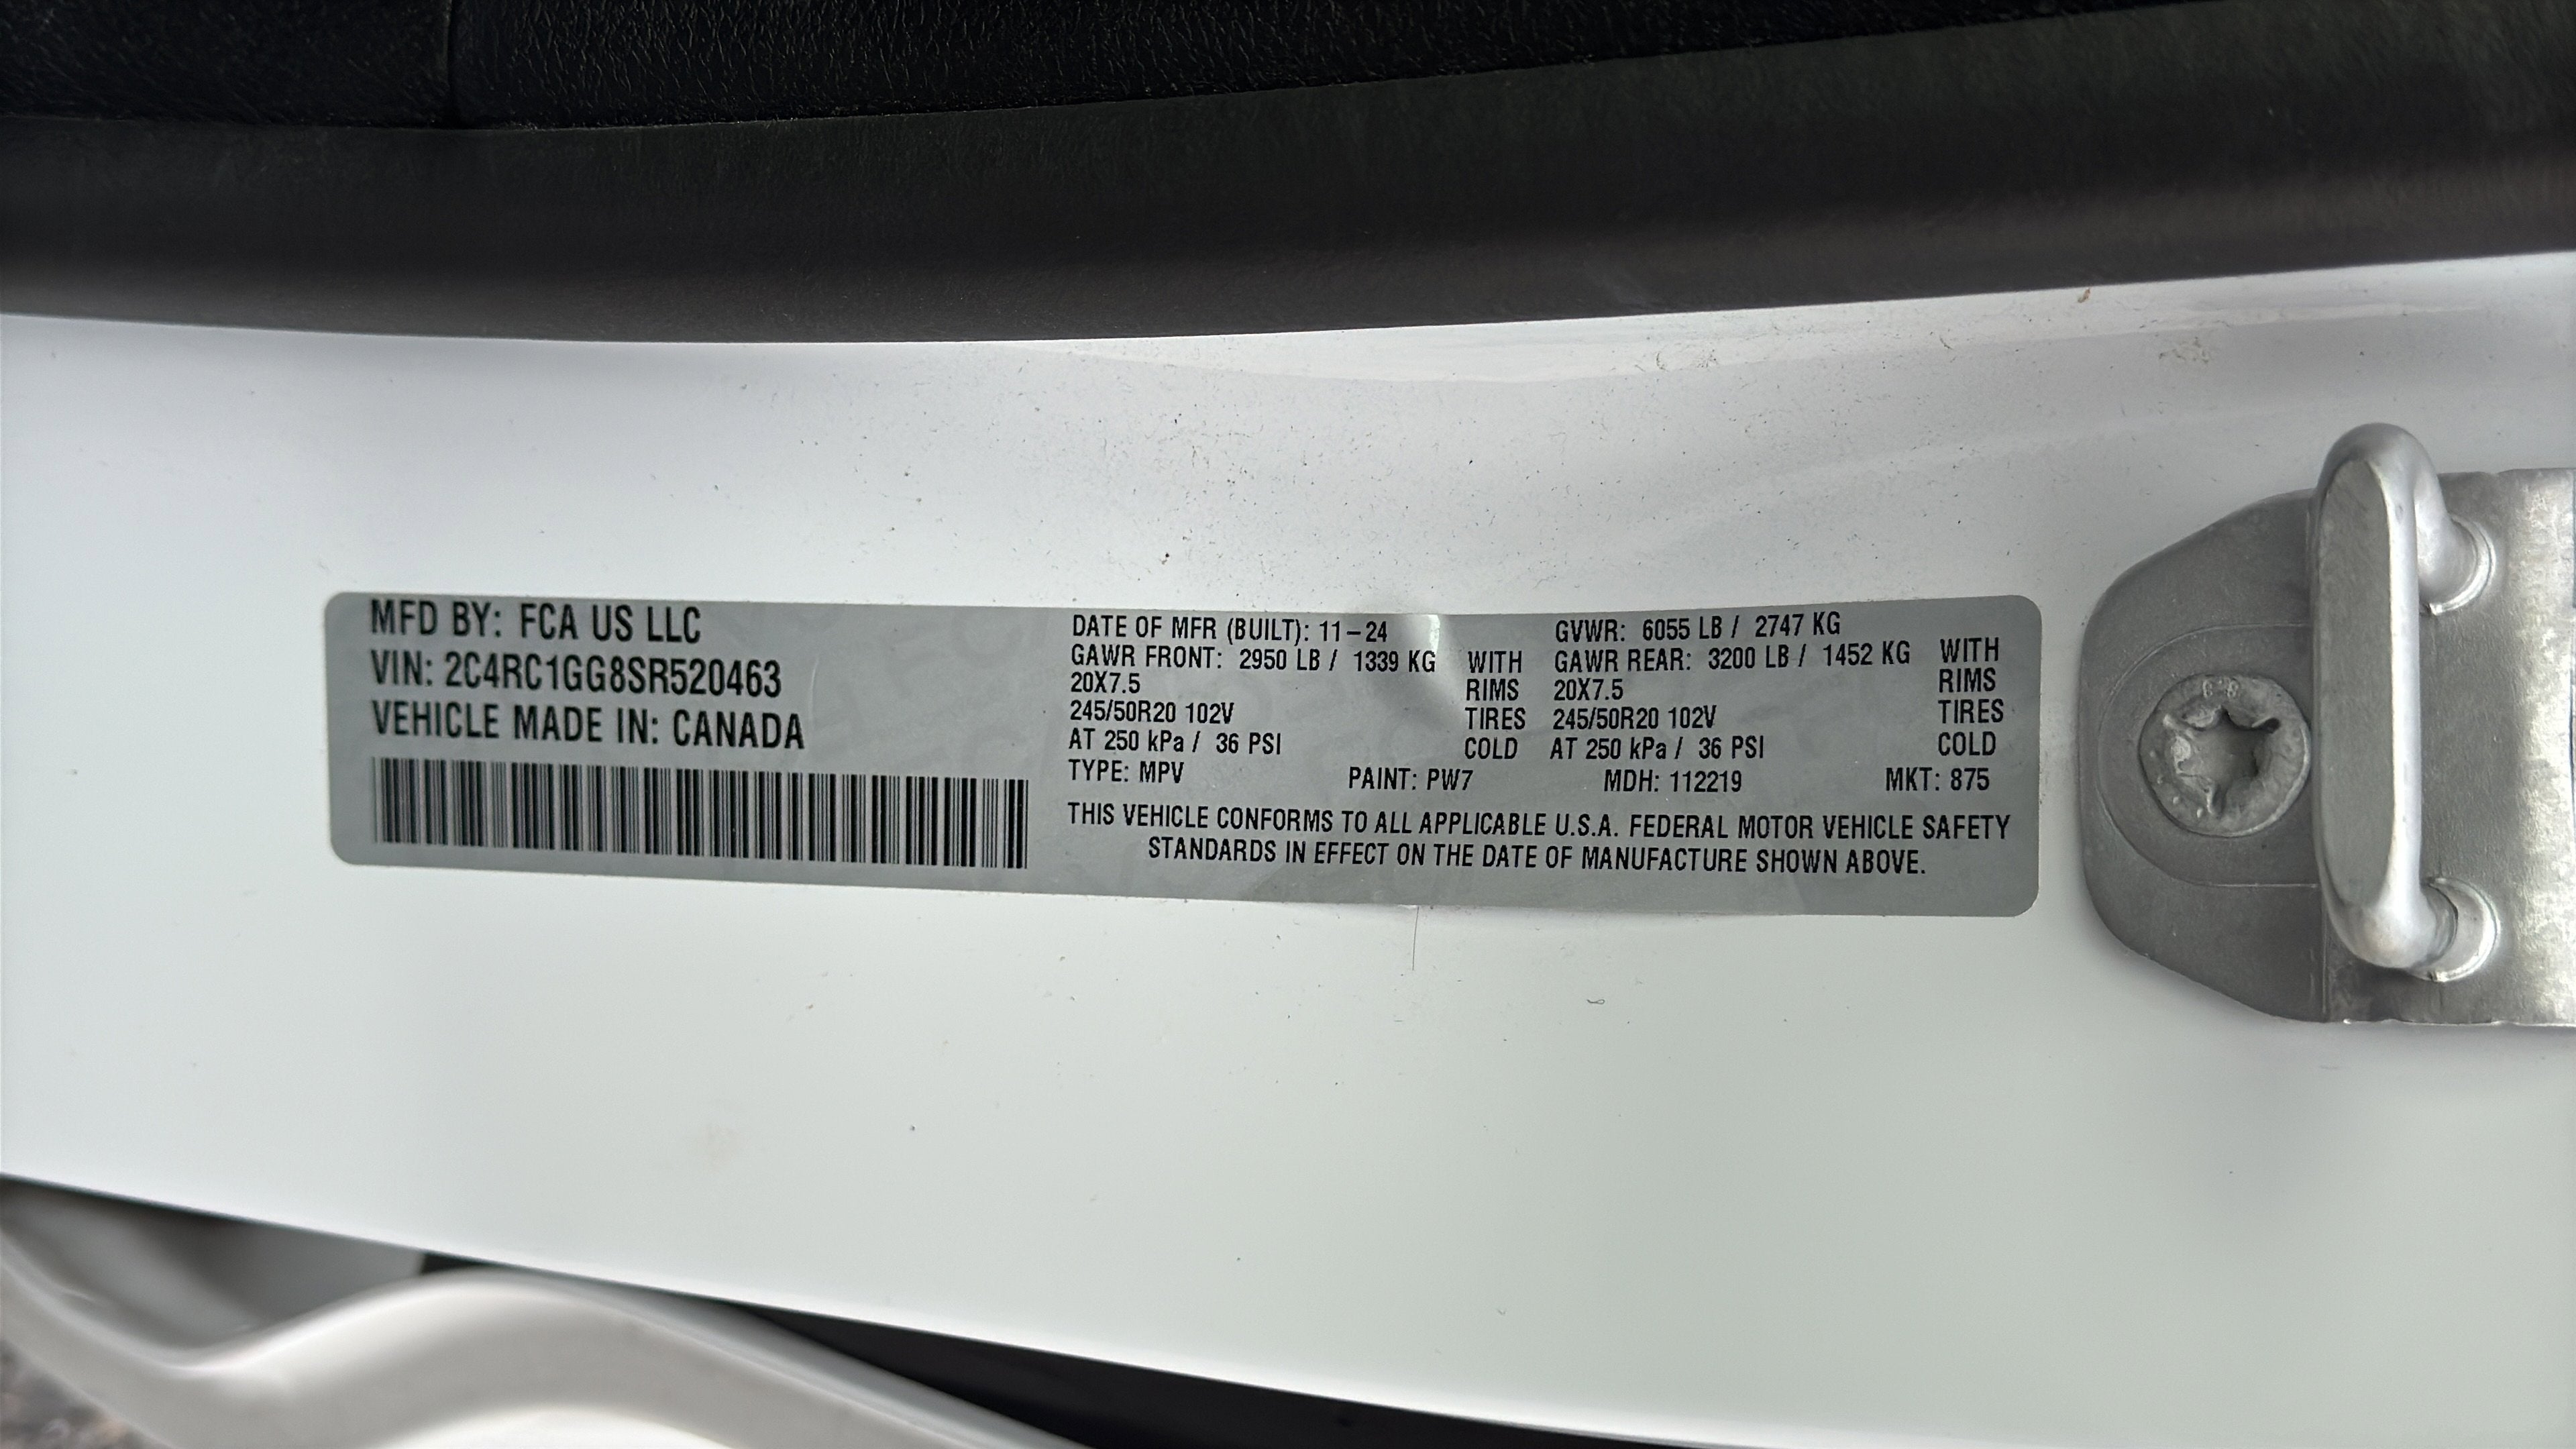 MFD BY: FCA US LLC
VIN: 2C4RC1GG8SR520463
VEHICLE MADE IN: CANADA
DATE OF MFR (BUILT): 11-24 GVWR: 6055 LB / 2747 KG
GAWR FRONT: 2950 LB / 1339 KG WITH GAWR REAR: 3200 LB / 1452 KG WITH
20X7.5 RIMS 20X7.5 RIMS
245/50R20 102V TIRES 245/50R20 102V TIRES
AT 250 kPa / 36 PSI COLD AT 250 kPa / 36 PSI COLD
TYPE: MPV PAINT: PW7 MDH: 112219 MKT: 875
THIS VEHICLE CONFORMS TO ALL APPLICABLE U.S.A. FEDERAL MOTOR VEHICLE SAFETY
STANDARDS IN EFFECT ON THE DATE OF MANUFACTURE SHOWN ABOVE.